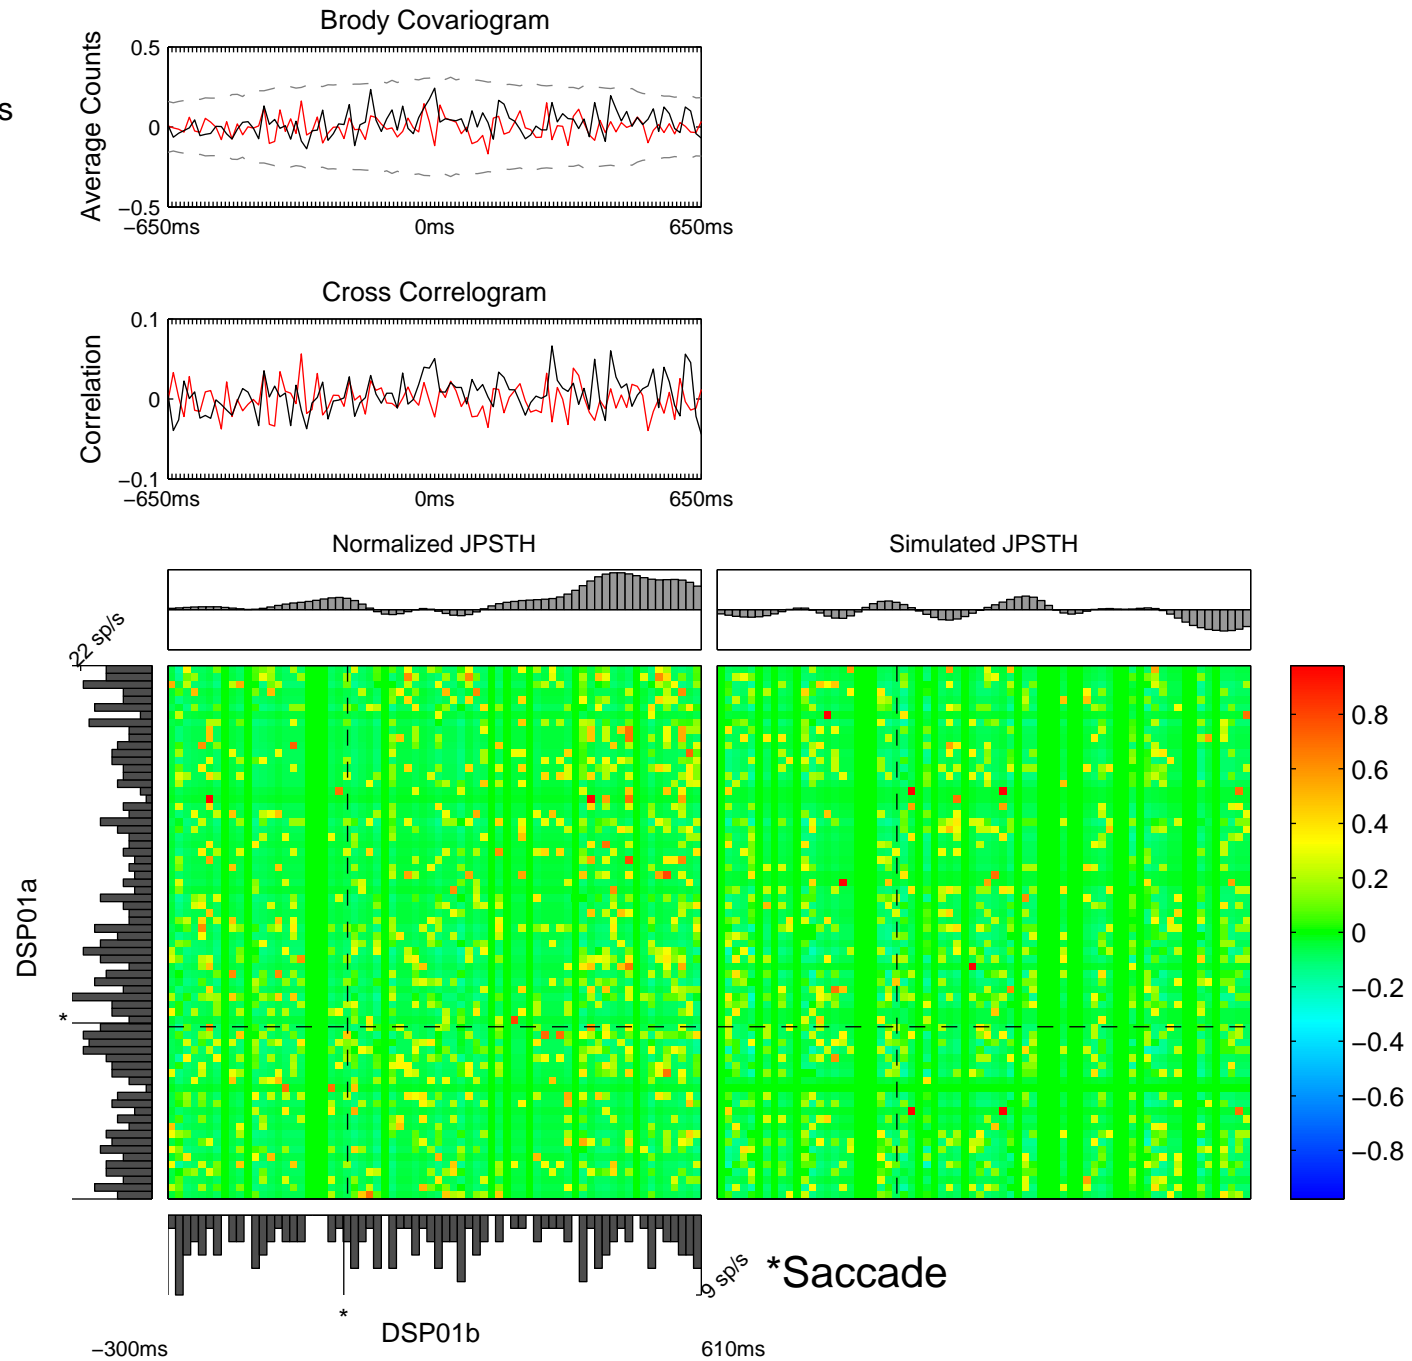 Brody Covariogram
Average Counts
s
0.5
0
−0.5
−650ms
0ms
650ms
Cross Correlogram
Correlation
0.1
0
−0.1
−650ms
0ms
650ms
Normalized JPSTH
Simulated JPSTH
22 sp/s
DSP01a
*
0.8
0.6
0.4
0.2
0
−0.2
−0.4
−0.6
−0.8
9 sp/s
*Saccade
*
DSP01b
−300ms
610ms